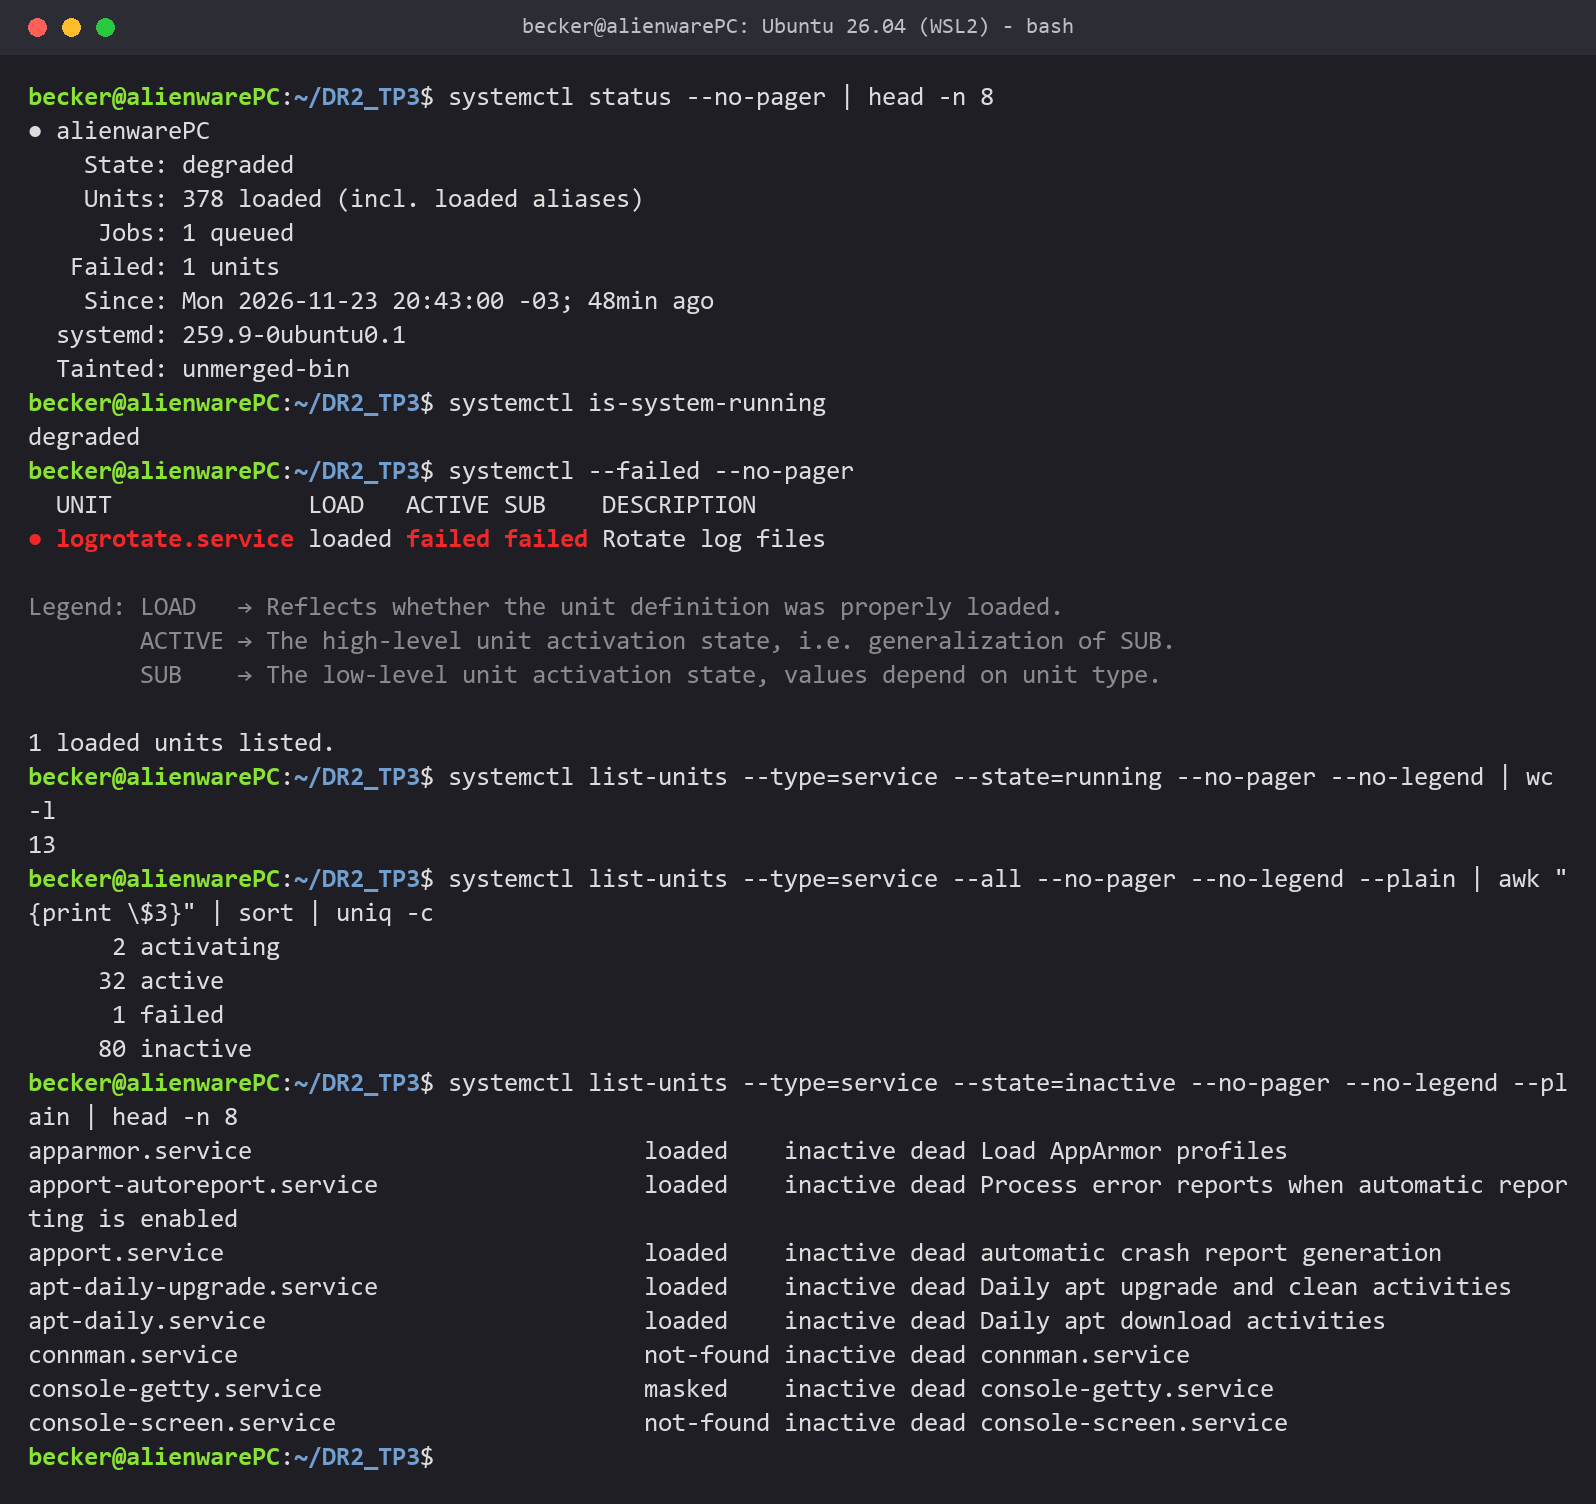 becker@alienwarePC: Ubuntu 26.04 (WSL2) - bash
becker@alienwarePC:~/DR2_TP3$ systemctl status --no-pager | head -n 8
● alienwarePC
    State: degraded
    Units: 378 loaded (incl. loaded aliases)
     Jobs: 1 queued
   Failed: 1 units
    Since: Mon 2026-11-23 20:43:00 -03; 48min ago
  systemd: 259.9-0ubuntu0.1
  Tainted: unmerged-bin
becker@alienwarePC:~/DR2_TP3$ systemctl is-system-running
degraded
becker@alienwarePC:~/DR2_TP3$ systemctl --failed --no-pager
  UNIT              LOAD   ACTIVE SUB    DESCRIPTION
● logrotate.service loaded failed failed Rotate log files

Legend: LOAD   → Reflects whether the unit definition was properly loaded.
        ACTIVE → The high-level unit activation state, i.e. generalization of SUB.
        SUB    → The low-level unit activation state, values depend on unit type.

1 loaded units listed.
becker@alienwarePC:~/DR2_TP3$ systemctl list-units --type=service --state=running --no-pager --no-legend | wc
-l
13
becker@alienwarePC:~/DR2_TP3$ systemctl list-units --type=service --all --no-pager --no-legend --plain | awk "
{print \$3}" | sort | uniq -c
      2 activating
     32 active
      1 failed
     80 inactive
becker@alienwarePC:~/DR2_TP3$ systemctl list-units --type=service --state=inactive --no-pager --no-legend --pl
ain | head -n 8
apparmor.service                            loaded    inactive dead Load AppArmor profiles
apport-autoreport.service                   loaded    inactive dead Process error reports when automatic repor
ting is enabled
apport.service                              loaded    inactive dead automatic crash report generation
apt-daily-upgrade.service                   loaded    inactive dead Daily apt upgrade and clean activities
apt-daily.service                           loaded    inactive dead Daily apt download activities
connman.service                             not-found inactive dead connman.service
console-getty.service                       masked    inactive dead console-getty.service
console-screen.service                      not-found inactive dead console-screen.service
becker@alienwarePC:~/DR2_TP3$